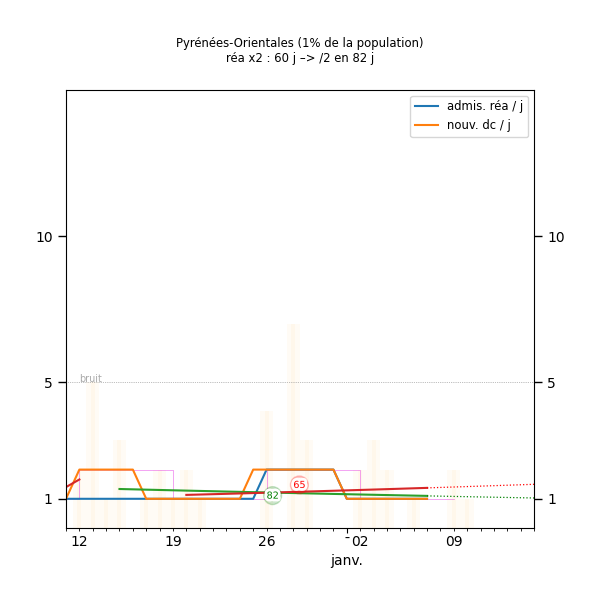 Pyrénées-Orientales (1% de la population)
réa x2 : 60 j –> /2 en 82 j
admis. réa / j
nouv. dc / j
10
10
bruit
5
5
65
82
1
1
12
19
26
02
09
janv.